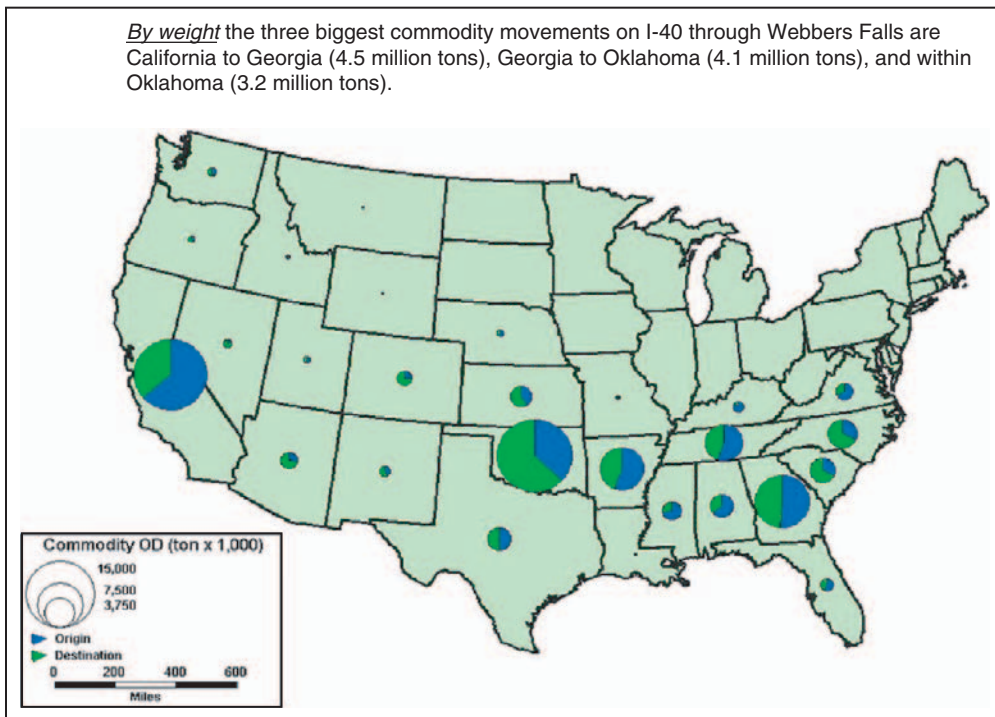 By weight the three biggest commodity movements on I-40 through Webbers Falls are
California to Georgia (4.5 million tons), Georgia to Oklahoma (4.1 million tons), and within
Oklahoma (3.2 million tons).
Commodity OD (ton x 1,000)
15,000
7,500
3,750
Origin
Destination
0 200 400 600
Miles